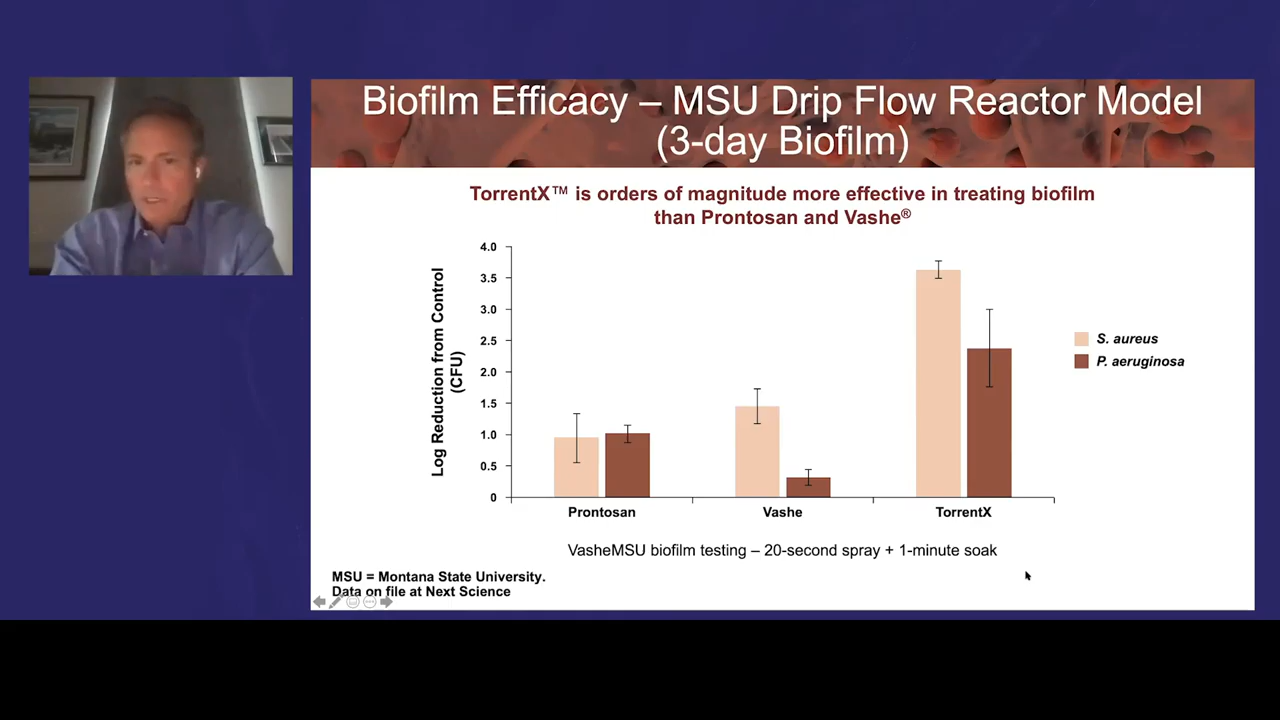 Biofilm Efficacy – MSU Drip Flow Reactor Model
(3-day Biofilm)
TorrentX™ is orders of magnitude more effective in treating biofilm
than Prontosan and Vashe®
Log Reduction from Control
(CFU)
4.0
3.5
3.0
2.5
2.0
1.5
1.0
0.5
0
Prontosan
Vashe
TorrentX
S. aureus
P. aeruginosa
VasheMSU biofilm testing – 20-second spray + 1-minute soak
MSU = Montana State University.
Data on file at Next Science